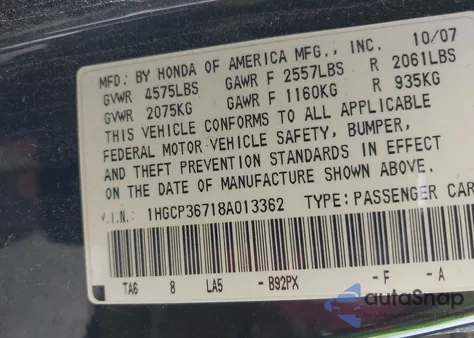 MFD. BY HONDA OF AMERICA MFG., INC. 10/07
GVWR 4575LBS GAWR F 2557LBS R 2061LBS
GVWR 2075KG GAWR F 1160KG R 935KG
THIS VEHICLE CONFORMS TO ALL APPLICABLE
FEDERAL MOTOR VEHICLE SAFETY, BUMPER,
AND THEFT PREVENTION STANDARDS IN EFFECT
ON THE DATE OF MANUFACTURE SHOWN ABOVE.
V.I.N.: 1HGCP36718A013362 TYPE:PASSENGER CAR
TA6 8 LA5 -B92PX -F -A
autoSnap